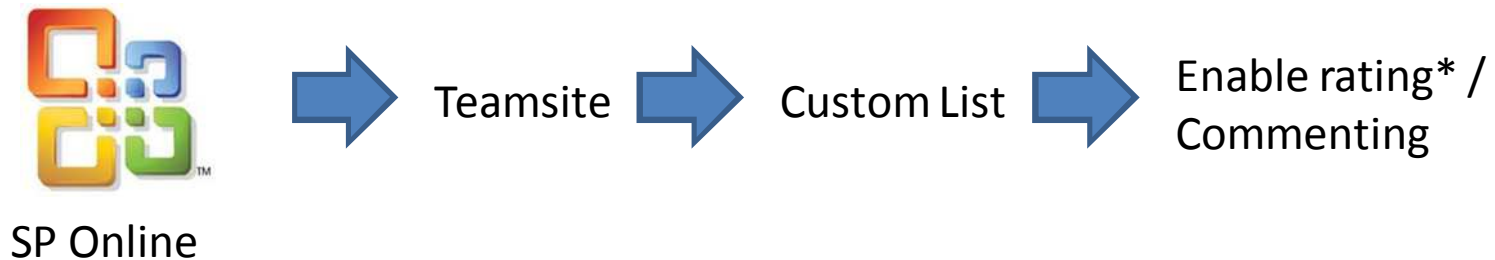 TM
SP Online
Teamsite
Custom List
Enable rating* /
Commenting